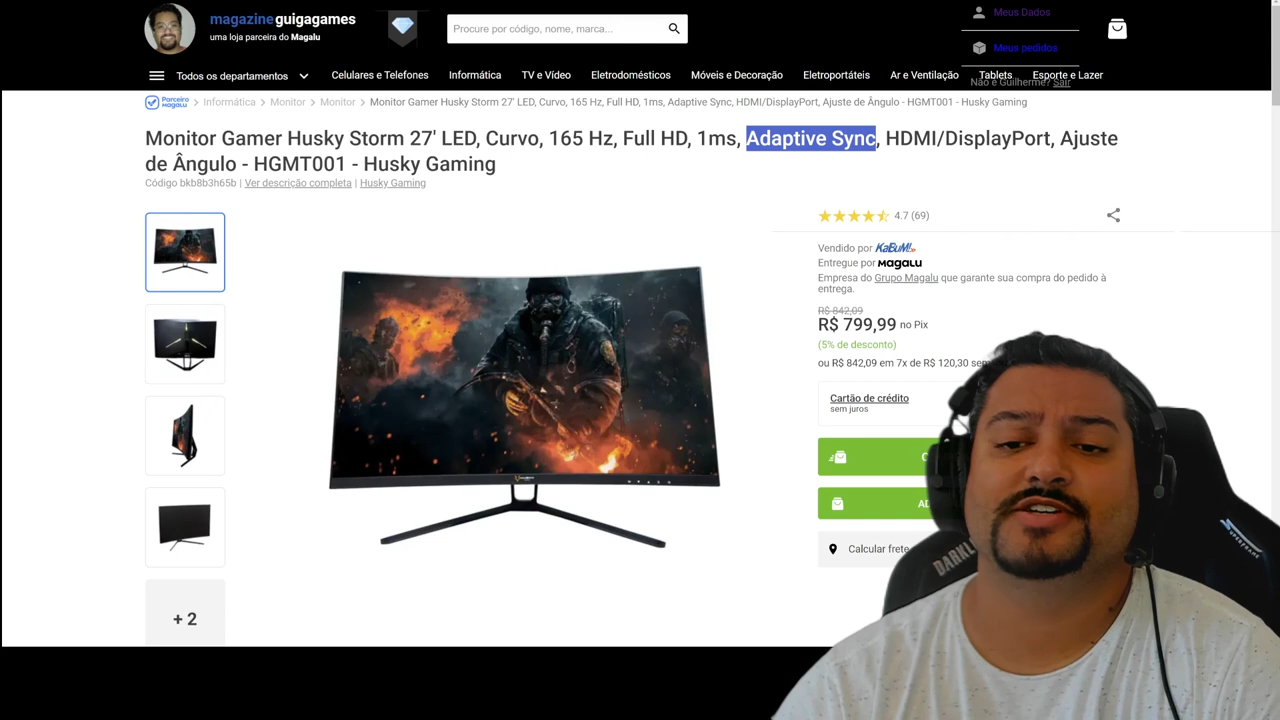 magazineguigagames
uma loja parceira do Magalu
Procure por código, nome, marca...
Meus Dados
Meus pedidos
Não é Guilherme? Sair
Todos os departamentos
Celulares e Telefones
Informática
TV e Vídeo
Eletrodomésticos
Móveis e Decoração
Eletroportáteis
Ar e Ventilação
Tablets
Esporte e Lazer
Parceiro Magalu
Informática > Monitor > Monitor > Monitor Gamer Husky Storm 27' LED, Curvo, 165 Hz, Full HD, 1ms, Adaptive Sync, HDMI/DisplayPort, Ajuste de Ângulo - HGMT001 - Husky Gaming
Monitor Gamer Husky Storm 27' LED, Curvo, 165 Hz, Full HD, 1ms, Adaptive Sync, HDMI/DisplayPort, Ajuste
de Ângulo - HGMT001 - Husky Gaming
Código bkb8b3h65b | Ver descrição completa | Husky Gaming
4.7 (69)
Vendido por KaBuM!
Entregue por MAGALU
Empresa do Grupo Magalu que garante sua compra do pedido à
entrega.
R$ 842,09
R$ 799,99 no Pix
(5% de desconto)
ou R$ 842,09 em 7x de R$ 120,30 sem
Cartão de crédito
sem juros
C
AD
Calcular frete
+ 2
DARKL
SUPERFRAME